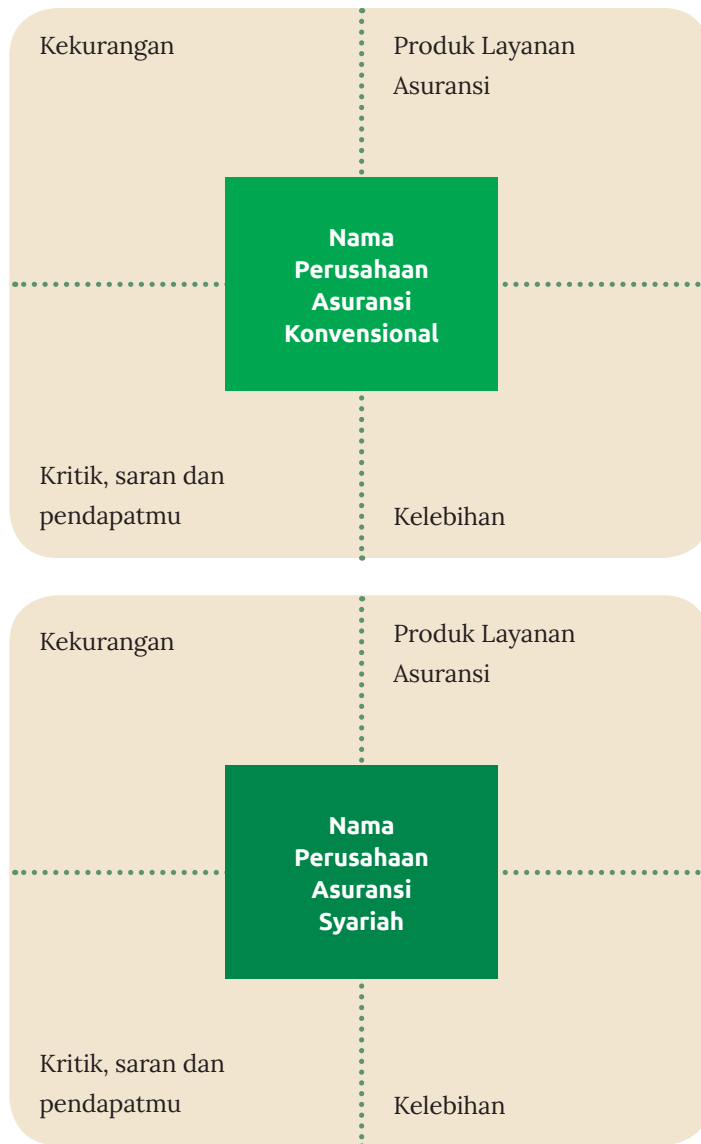 Kekurangan
Produk Layanan
Asuransi
Nama
Perusahaan
Asuransi
Konvensional
Kritik, saran dan
pendapatmu
Kelebihan
Kekurangan
Produk Layanan
Asuransi
Nama
Perusahaan
Asuransi
Syariah
Kritik, saran dan
pendapatmu
Kelebihan